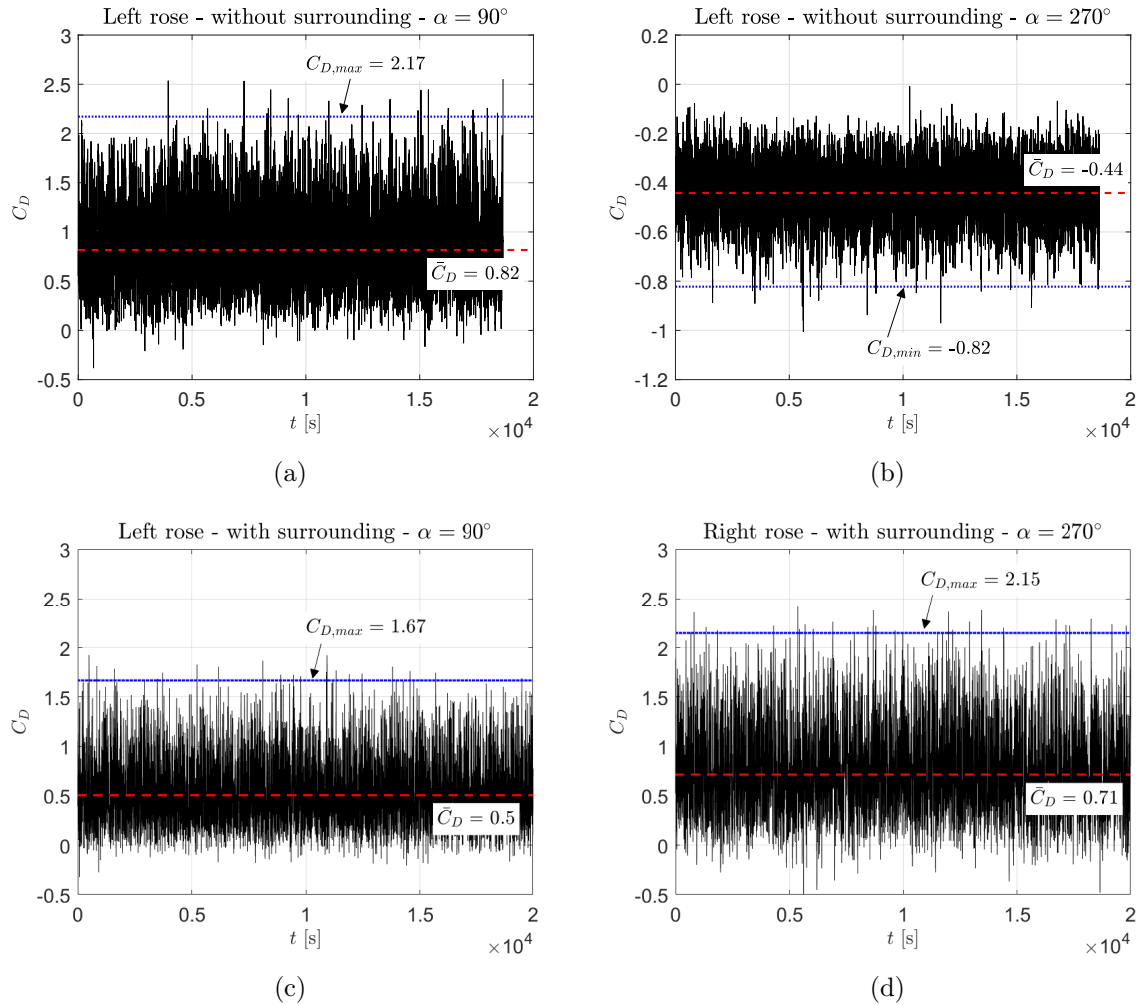 Left rose - without surrounding - α = 90°
3
2.5
2
1.5
1
0.5
0
-0.5
C_D
C_{D,max} = 2.17
C̄_D = 0.82
0 0.5 1 1.5 2
t [s]
×10^4
(a)
Left rose - without surrounding - α = 270°
0.2
0
-0.2
-0.4
-0.6
-0.8
-1
-1.2
C_D
C̄_D = -0.44
C_{D,min} = -0.82
0 0.5 1 1.5 2
t [s]
×10^4
(b)
Left rose - with surrounding - α = 90°
3
2.5
2
1.5
1
0.5
0
-0.5
C_D
C_{D,max} = 1.67
C̄_D = 0.5
0 0.5 1 1.5 2
t [s]
×10^4
(c)
Right rose - with surrounding - α = 270°
3
2.5
2
1.5
1
0.5
0
-0.5
C_D
C_{D,max} = 2.15
C̄_D = 0.71
0 0.5 1 1.5 2
t [s]
×10^4
(d)